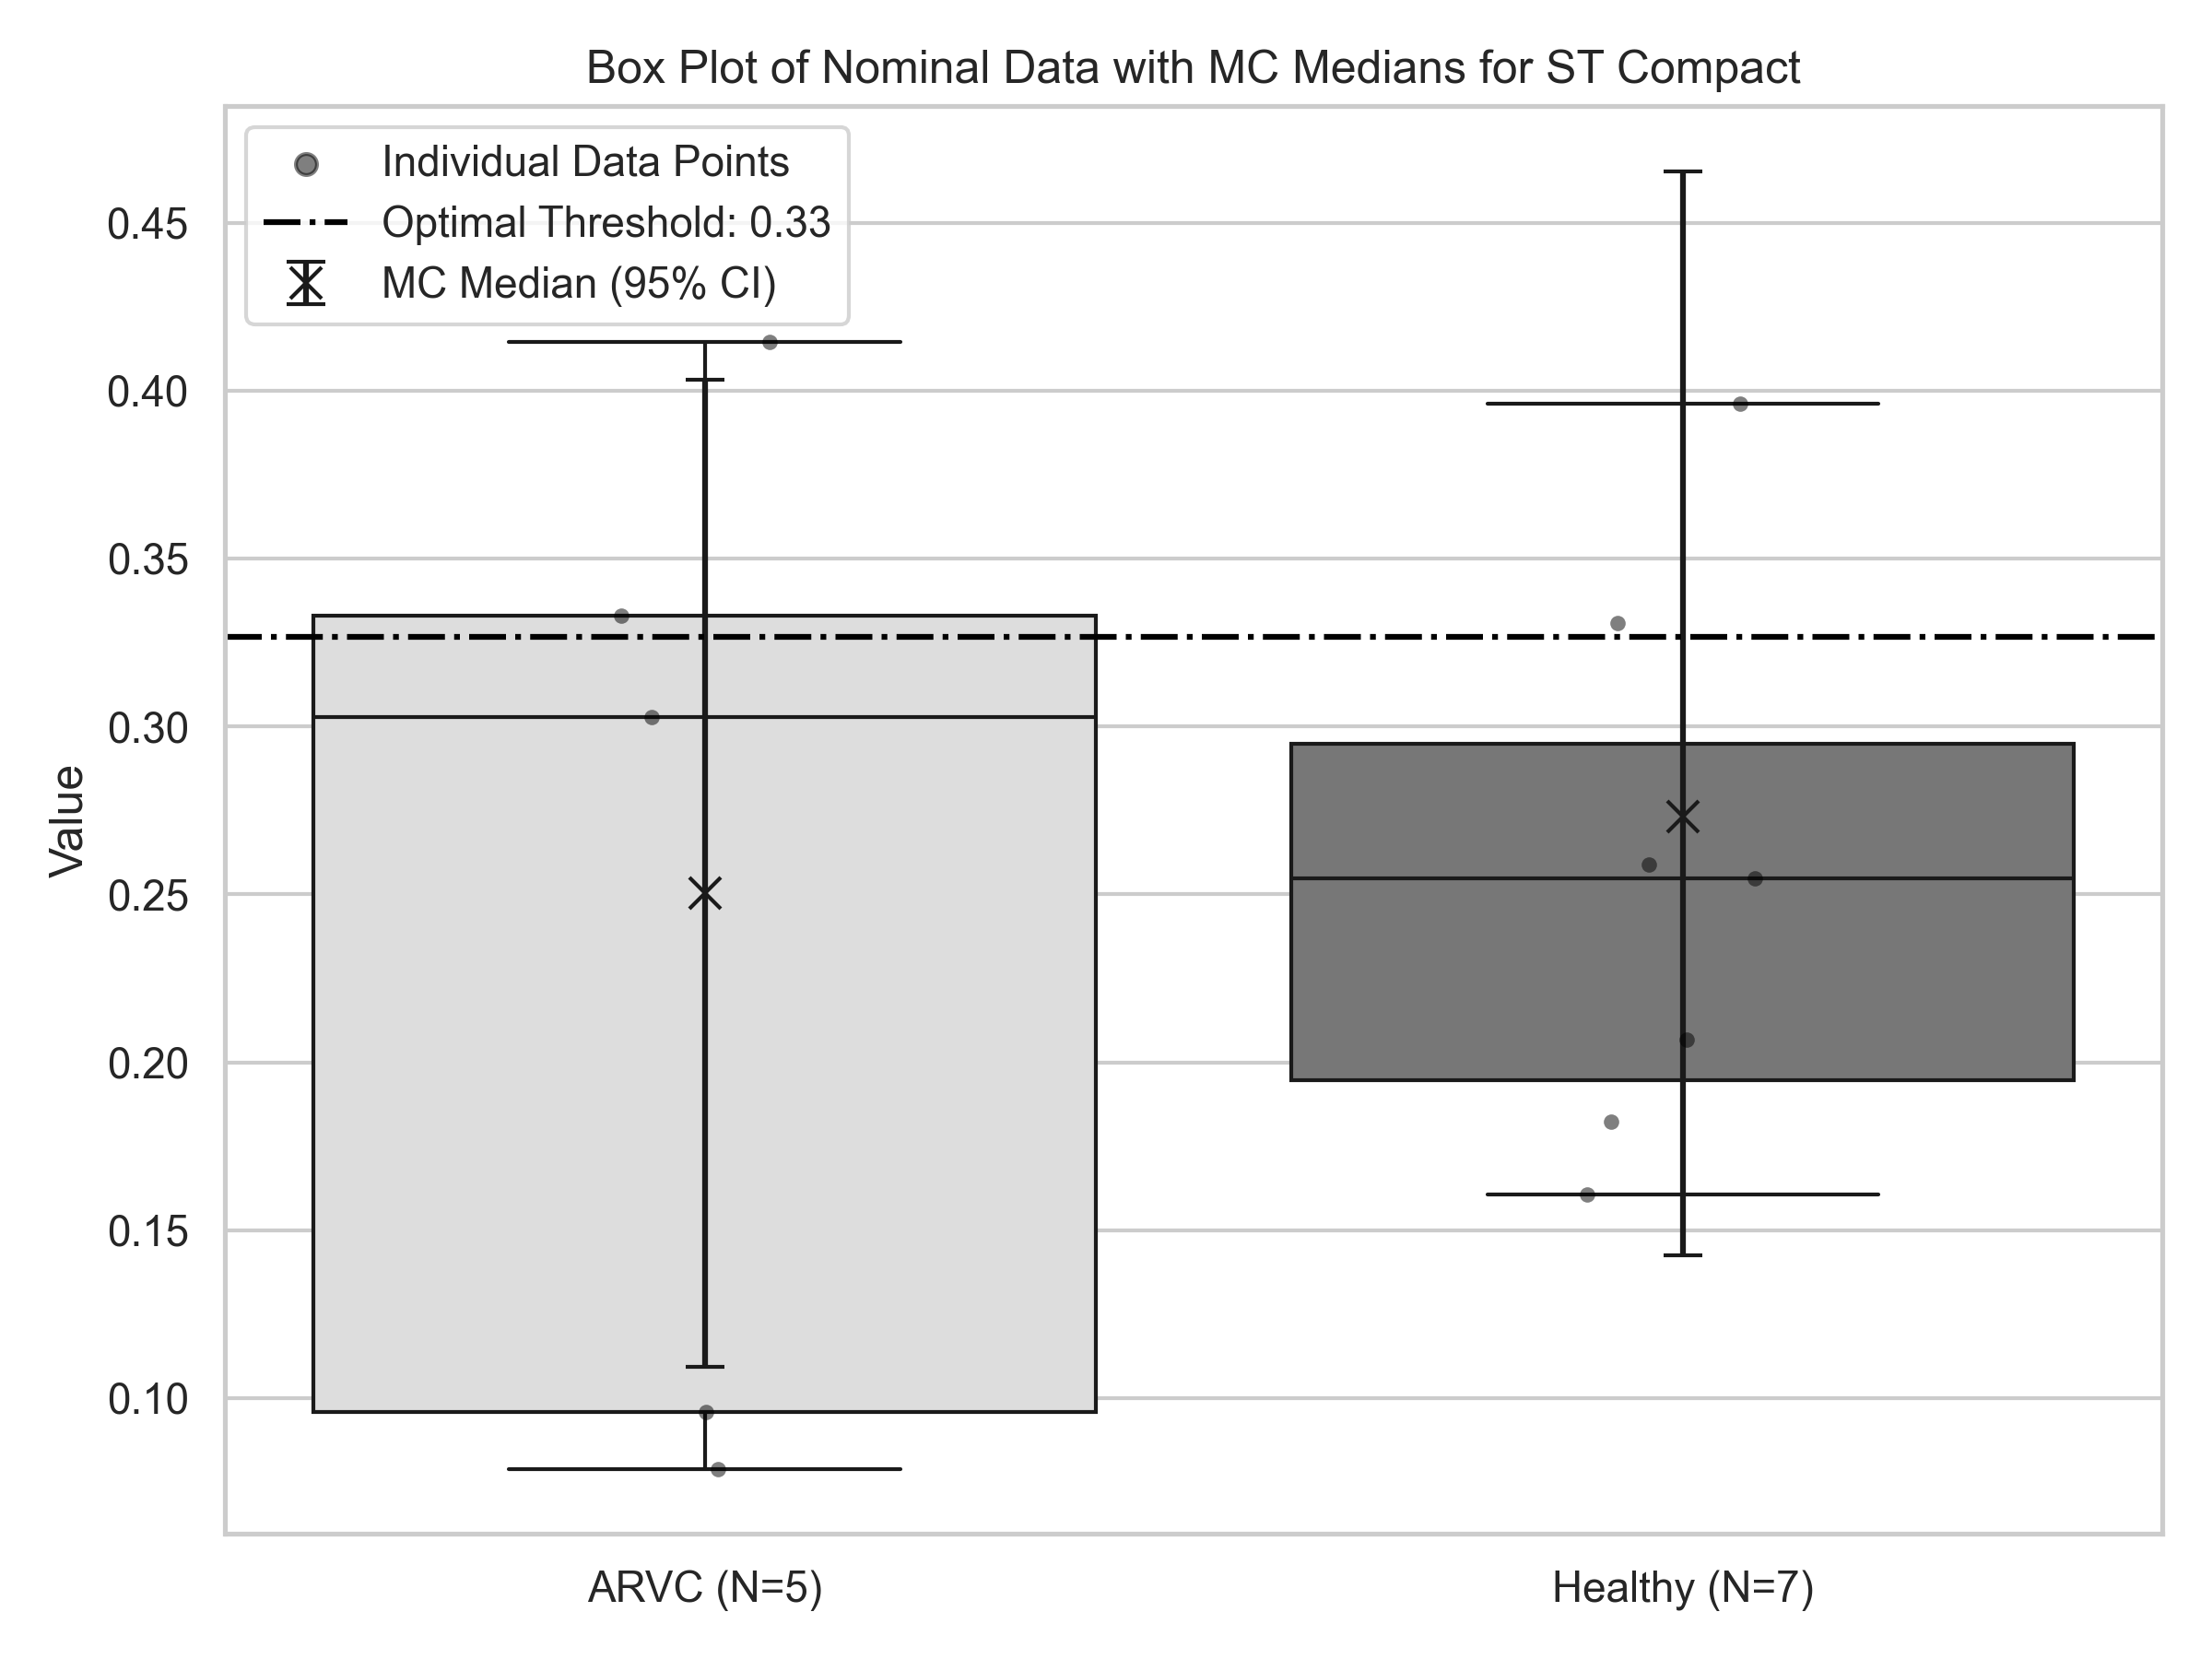 Box Plot of Nominal Data with MC Medians for ST Compact
Individual Data Points
Optimal Threshold: 0.33
MC Median (95% CI)
0.45
0.40
0.35
0.30
0.25
0.20
0.15
0.10
Value
ARVC (N=5)
Healthy (N=7)